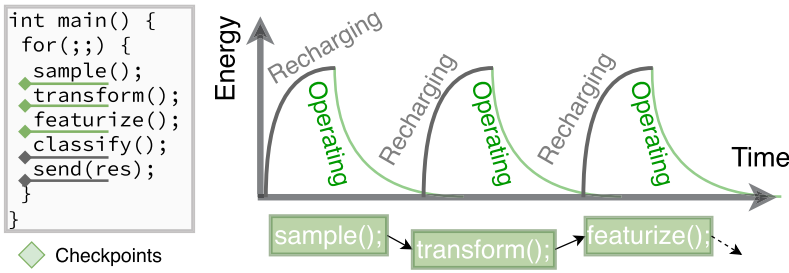 int main() {
for(;;) {
sample();
transform();
featurize();
classify();
send(res);
}
}
Checkpoints
Energy
Recharging
Operating
Recharging
Operating
Recharging
Operating
Time
sample();
transform();
featurize();